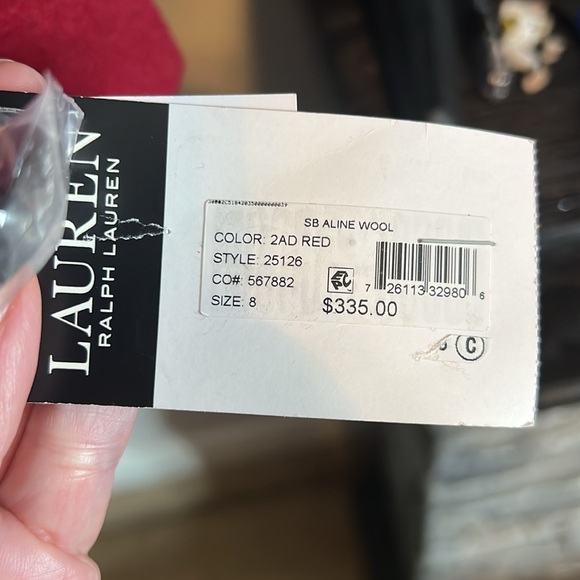 LAUREN
RALPH LAUREN
SB ALINE WOOL
COLOR: 2AD RED
STYLE: 25126
CO#: 567882
SIZE: 8
$335.00
7 26113 32980 6
C